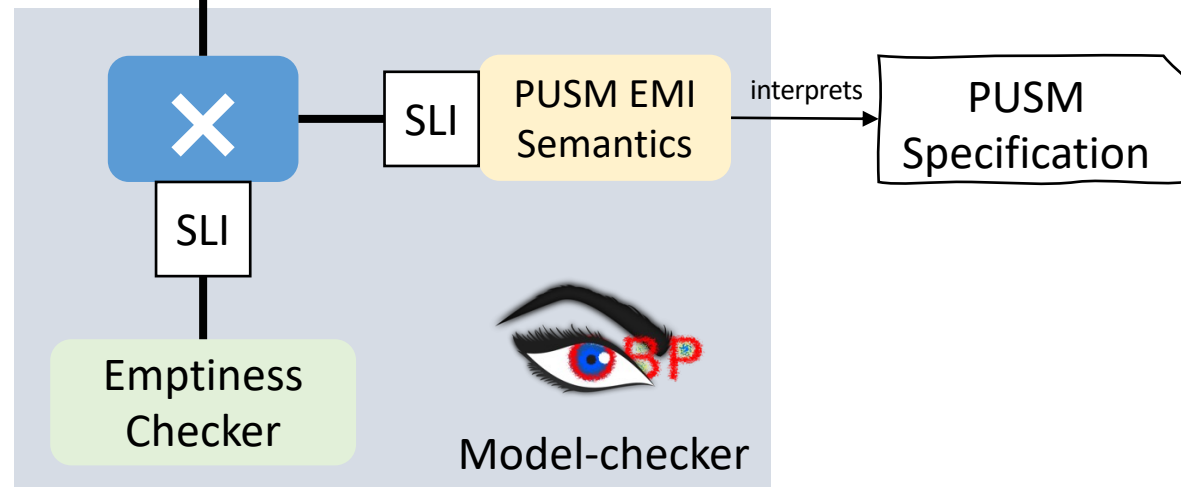 ×
SLI
PUSM EMI
Semantics
interprets
PUSM
Specification
SLI
BP
Emptiness
Checker
Model-checker